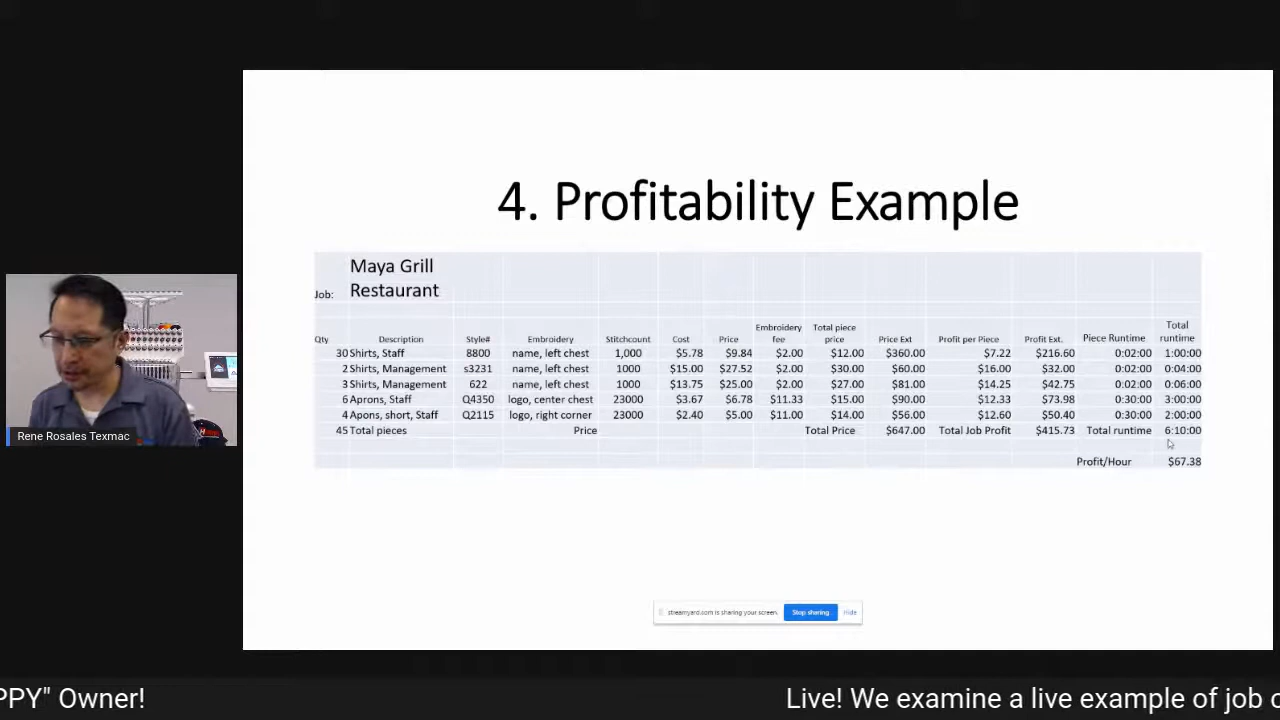 4. Profitability Example
Maya Grill
Job: Restaurant
Qty Description Style# Embroidery Stitchcount Cost Price Embroidery fee Total piece price Price Ext Profit per Piece Profit Ext. Piece Runtime Total runtime
30 Shirts, Staff 8800 name, left chest 1,000 $5.78 $9.84 $2.00 $12.00 $360.00 $7.22 $216.60 0:02:00 1:00:00
2 Shirts, Management s3231 name, left chest 1000 $15.00 $27.52 $2.00 $30.00 $60.00 $16.00 $32.00 0:02:00 0:04:00
3 Shirts, Management 622 name, left chest 1000 $13.75 $25.00 $2.00 $27.00 $81.00 $14.25 $42.75 0:02:00 0:06:00
6 Aprons, Staff Q4350 logo, center chest 23000 $3.67 $6.78 $11.33 $15.00 $90.00 $12.33 $73.98 0:30:00 3:00:00
4 Apons, short, Staff Q2115 logo, right corner 23000 $2.40 $5.00 $11.00 $14.00 $56.00 $12.60 $50.40 0:30:00 2:00:00
45 Total pieces Price Total Price $647.00 Total Job Profit $415.73 Total runtime 6:10:00
Profit/Hour $67.38
Rene Rosales Texmac
streamyard.com is sharing your screen. Stop sharing Hide
PPY" Owner! Live! We examine a live example of job c